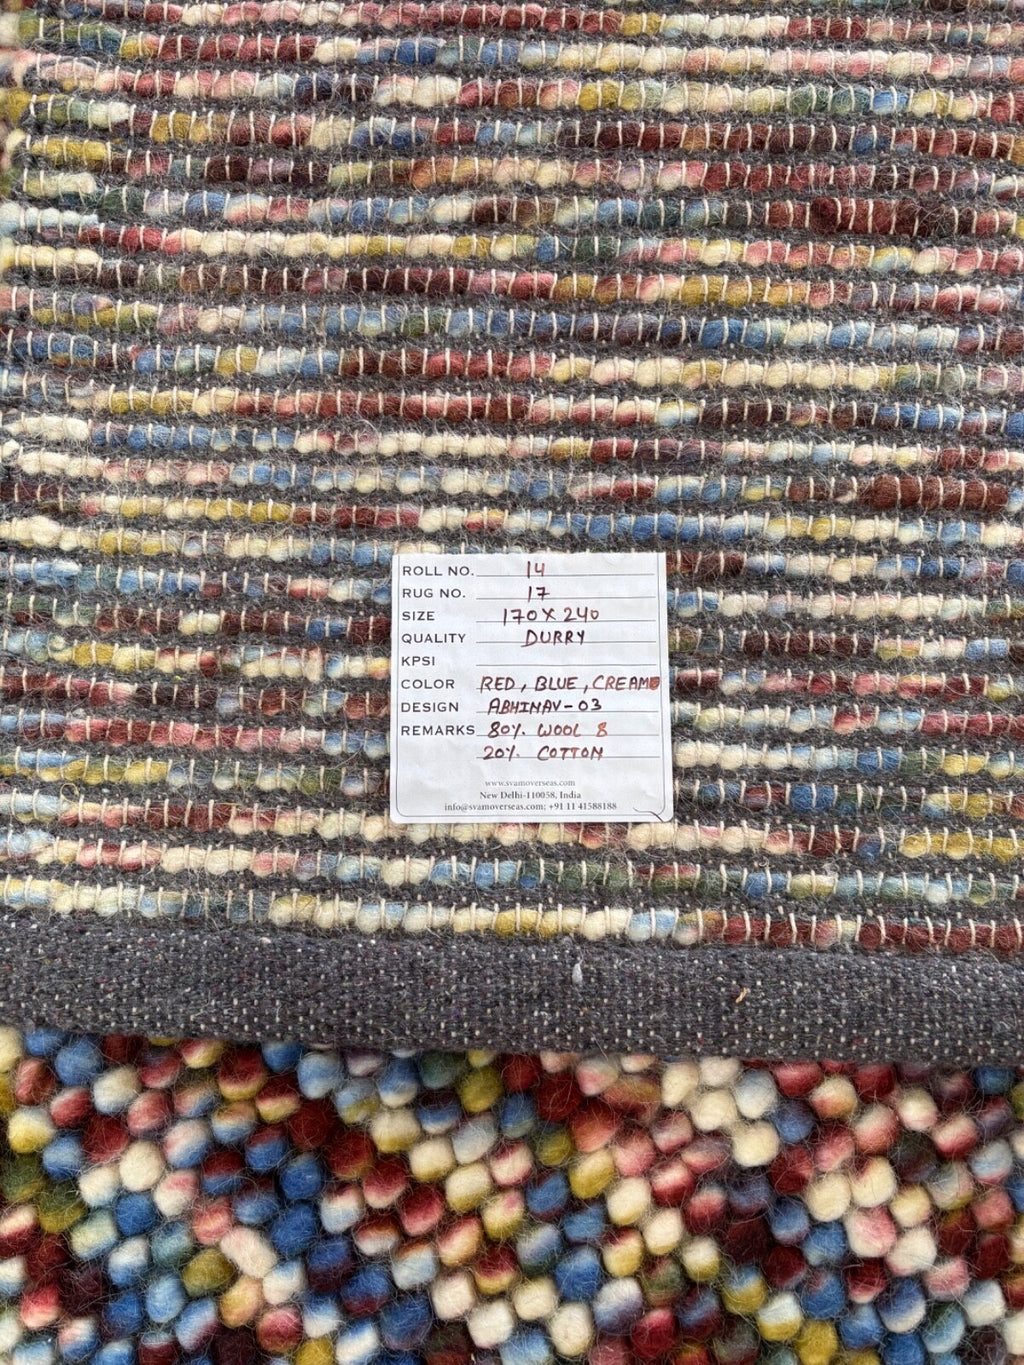 ROLL NO. 14
RUG NO. 17
SIZE 170 X 240
QUALITY DURRY
KPSI
COLOR RED, BLUE, CREAM
DESIGN ABHINAV-03
REMARKS 80%. WOOL &
20%. COTTON
www.svamoverseas.com
New Delhi-110058, India
info@svamoverseas.com; +91 11 41588188